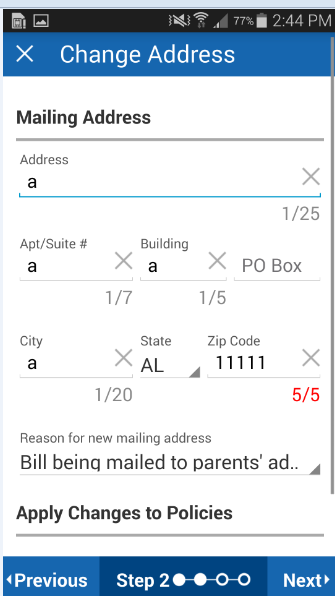 77% 2:44 PM
Change Address
Mailing Address
Address
a
1/25
Apt/Suite # Building
a a PO Box
1/7 1/5
City State Zip Code
a AL 11111
1/20 5/5
Reason for new mailing address
Bill being mailed to parents' ad..
Apply Changes to Policies
Previous Step 2 Next